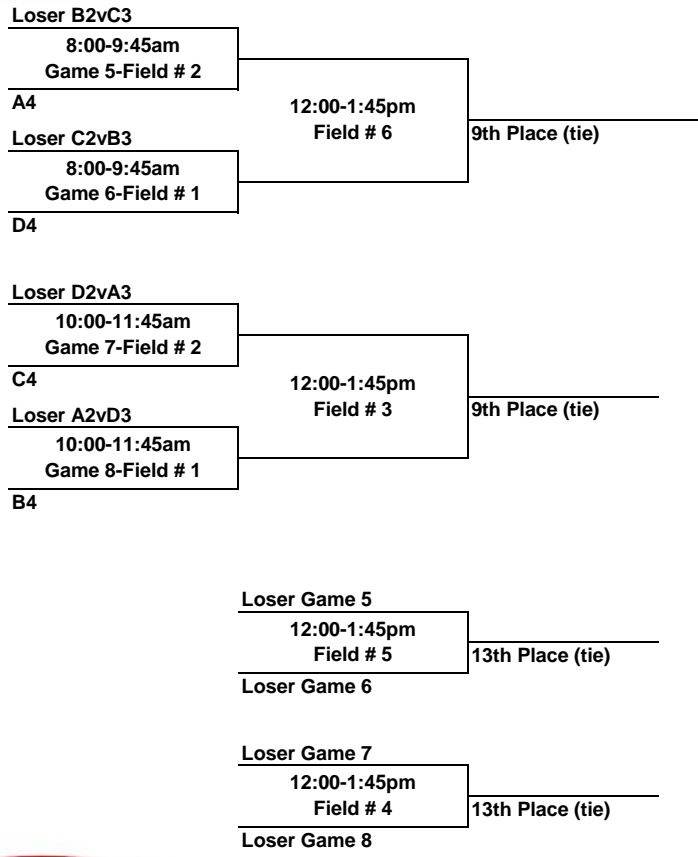 Loser B2vC3
8:00-9:45am
Game 5-Field # 2
A4
12:00-1:45pm
Field # 6
9th Place (tie)
Loser C2vB3
8:00-9:45am
Game 6-Field # 1
D4
Loser D2vA3
10:00-11:45am
Game 7-Field # 2
C4
12:00-1:45pm
Field # 3
9th Place (tie)
Loser A2vD3
10:00-11:45am
Game 8-Field # 1
B4
Loser Game 5
12:00-1:45pm
Field # 5
13th Place (tie)
Loser Game 6
Loser Game 7
12:00-1:45pm
Field # 4
13th Place (tie)
Loser Game 8